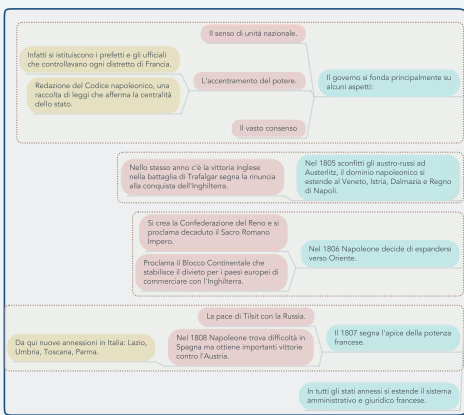 Il governo si fonda principalmente su
alcuni aspetti:
Il senso di unità nazionale.
L'accentramento del potere.
Infatti si istituiscono i prefetti e gli ufficiali
che controllavano ogni distretto di Francia.
Redazione del Codice napoleonico, una
raccolta di leggi che afferma la centralità
dello stato.
Il vasto consenso
Nel 1805 sconfitti gli austro-russi ad
Austerlitz, il dominio napoleonico si
estende al Veneto, Istria, Dalmazia e Regno
di Napoli.
Nello stesso anno c'è la vittoria inglese
nella battaglia di Trafalgar segna la rinuncia
alla conquista dell'Inghilterra.
Nel 1806 Napoleone decide di espandersi
verso Oriente.
Si crea la Confederazione del Reno e si
proclama decaduto il Sacro Romano
Impero.
Proclama il Blocco Continentale che
stabilisce il divieto per i paesi europei di
commerciare con l'Inghilterra.
Il 1807 segna l'apice della potenza
francese.
La pace di Tilsit con la Russia.
Nel 1808 Napoleone trova difficoltà in
Spagna ma ottiene importanti vittorie
contro l'Austria.
Da qui nuove annessioni in Italia: Lazio,
Umbria, Toscana, Parma.
In tutti gli stati annessi si estende il sistema
amministrativo e giuridico francese.